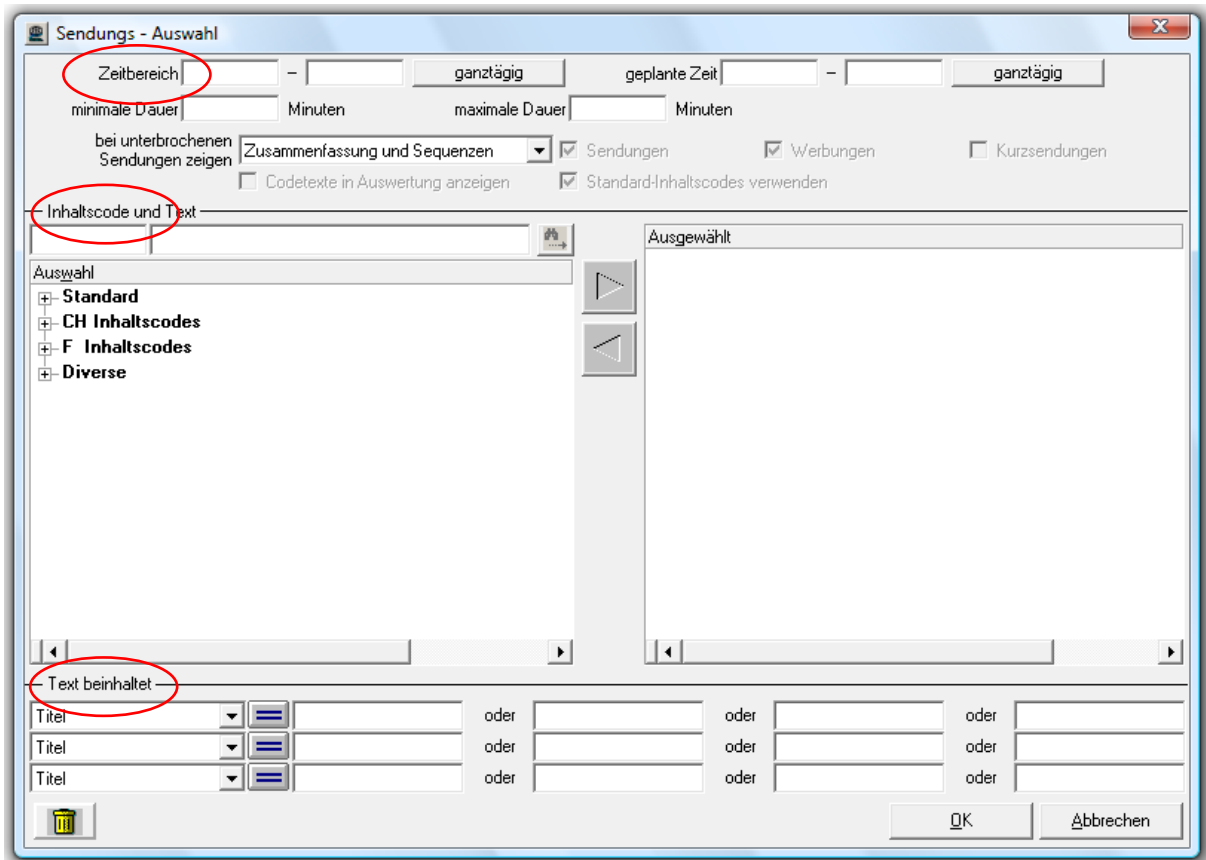 Sendungs - Auswahl
Zeitbereich – ganztägig geplante Zeit – ganztägig
minimale Dauer Minuten maximale Dauer Minuten
bei unterbrochenen
Sendungen zeigen Zusammenfassung und Sequenzen Sendungen Werbungen Kurzsendungen
Codetexte in Auswertung anzeigen Standard-Inhaltscodes verwenden
Inhaltscode und Text
Ausgewählt
Auswahl
Standard
CH Inhaltscodes
F Inhaltscodes
Diverse
Text beinhaltet
Titel = oder oder oder
Titel = oder oder oder
Titel = oder oder oder
OK Abbrechen